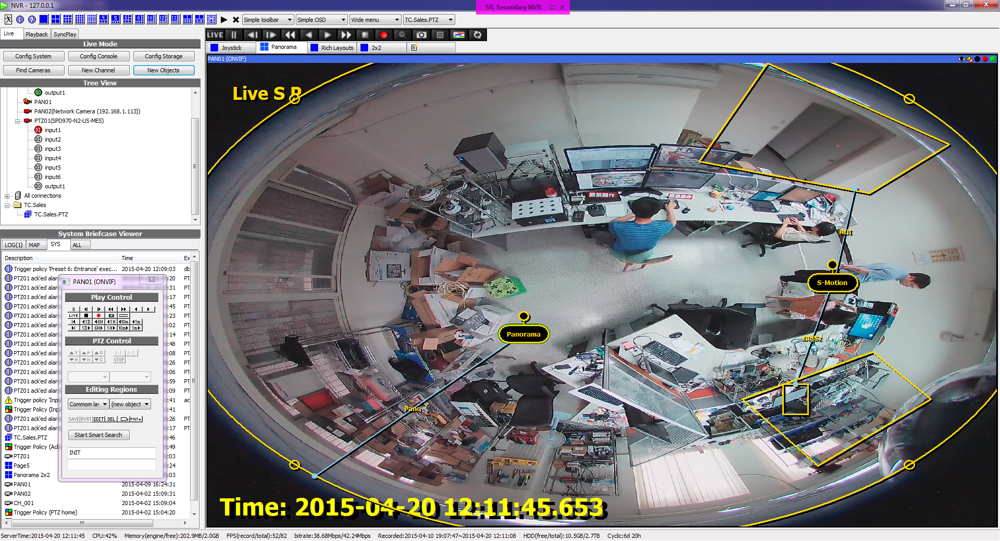 NVR - 127.0.0.1
SR, Secondary NVR
Simple toolbar
Simple OSD
Wide menu
TC.Sales.PTZ
Live
Playback
SyncPlay
LIVE
Live Mode
Config System
Config Console
Config Storage
Find Cameras
New Channel
New Objects
Joystick
Panorama
Rich Layouts
2x2
PAN01 (ONVIF)
Tree View
output1
PAN01
PAN02(Network Camera (192.168.1.113))
PTZ01(SPD970-N2-US-MES)
input1
input2
input3
input4
input5
input6
output1
All connections
TC.Sales
TC.Sales.PTZ
System Briefcase Viewer
LOG(1)
MAP
SYS
ALL
Description
Time
Ex
Trigger policy 'Preset 6: Entrance' exec... 2015-04-20 12:09:03 db
PTZ01 ack'ed alar :20 PT
PTZ01 ack'ed alar :31 PT
PTZ01 ack'ed alar :17 PT
PTZ01 ack'ed alar :45 PT
PTZ01 ack'ed alar :23 PT
PTZ01 ack'ed alar :02 PT
PTZ01 ack'ed alar :14 PT
PTZ01 ack'ed alar :48 PT
PTZ01 ack'ed alar :08 PT
PTZ01 ack'ed alar :26 PT
PTZ01 ack'ed alar :06 PT
PTZ01 ack'ed alar :59 PT
PTZ01 ack'ed alar :09 PT
Trigger policy 'Inp :41 ad
Trigger Policy (Inp :41
PTZ01 ack'ed alar :26 PT
PTZ01 ack'ed alar :17 PT
TC.Sales.PTZ :46
Trigger Policy (Ac :49
PTZ01 :03
Page5 :24
Panorama 2x2 :03
PAN01 2015-04-09 16:24:31
PAN02 2015-04-02 15:09:31
CH_001 2015-04-02 15:09:04
Trigger Policy (PTZ home) 2015-04-02 15:04:20
PAN01 (ONVIF)
Play Control
LIVE
1D 6H 1H 10m 1m
1D 6H 1H 10m 1m
PTZ Control
T F O A-F A-I
W N C STOP
Editing Regions
Commom lay
(new object
SAVE RVRT EDIT DEL POLY+
Start Smart Search
INIT
Live S R
S-Motion
Panorama
Pano
Time: 2015-04-20 12:11:45.653
ServerTime:2015-04-20 12:11:45 CPU:42% Memory(engine/free):202.9MB/2.0GB FPS(record/total):52/82 bitrate:38.68Mbps/42.24Mbps Recorded:2015-04-10 19:07:47~2015-04-20 12:11:08 HDD(free/total):10.5GB/2.7TB Cyclic:6d 20h